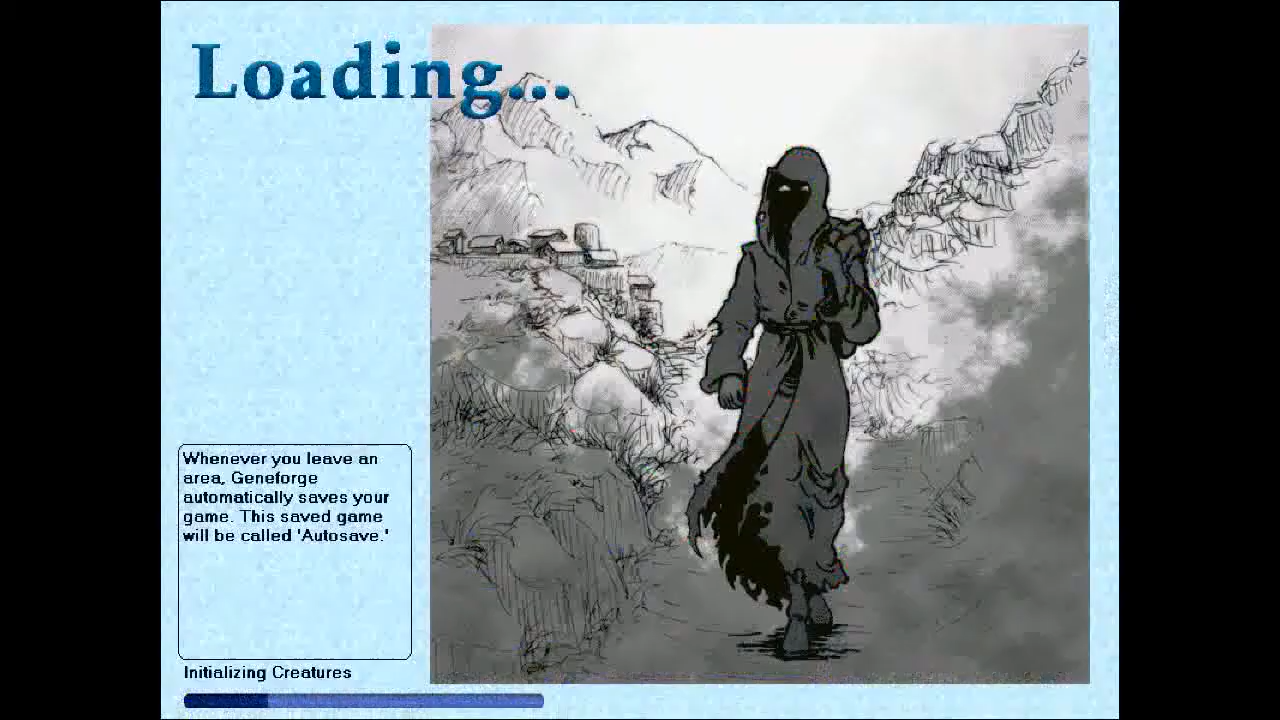 Loading...
Whenever you leave an
area, Geneforge
automatically saves your
game. This saved game
will be called 'Autosave.'
Initializing Creatures